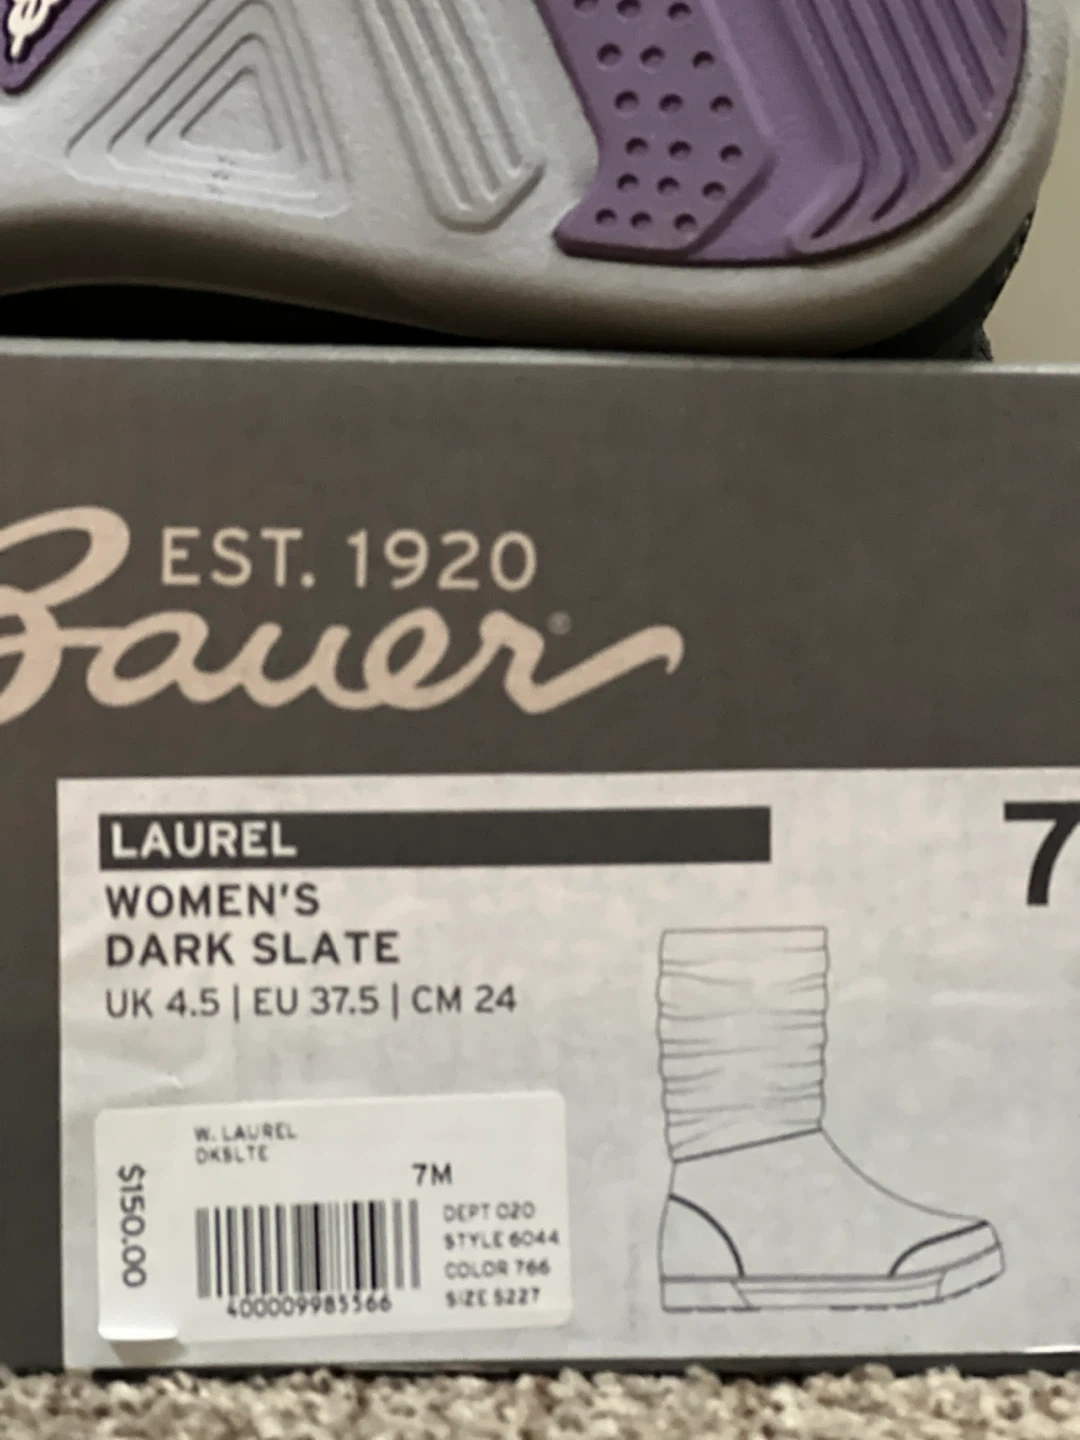 EST. 1920
Bauer
LAUREL
7
WOMEN'S
DARK SLATE
UK 4.5 | EU 37.5 | CM 24
W. LAUREL
DKSLTE
7M
$150.00
DEPT 020
STYLE 6044
COLOR 766
SIZE 5227
400009985566